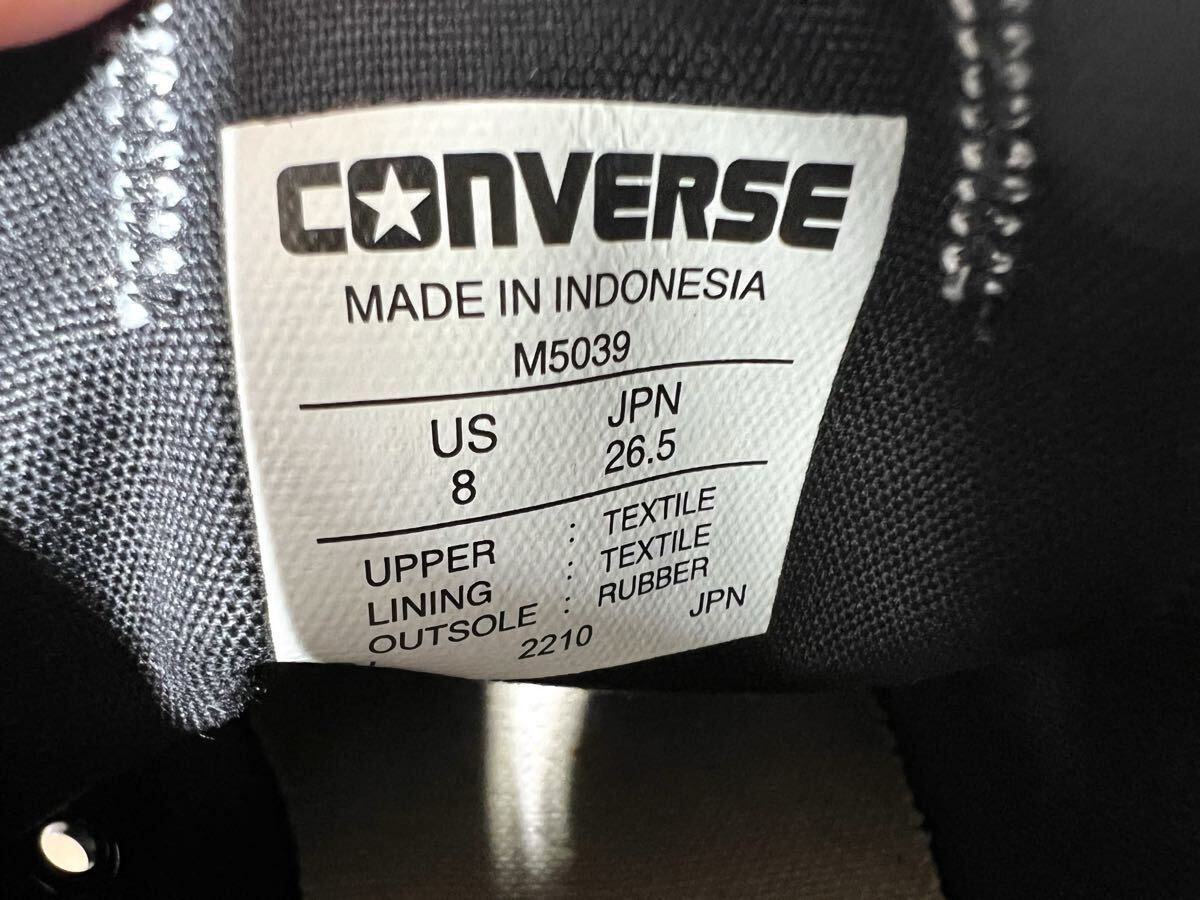 CONVERSE
MADE IN INDONESIA
M5039
US JPN
8 26.5
UPPER : TEXTILE
LINING : TEXTILE
OUTSOLE : RUBBER
2210 JPN